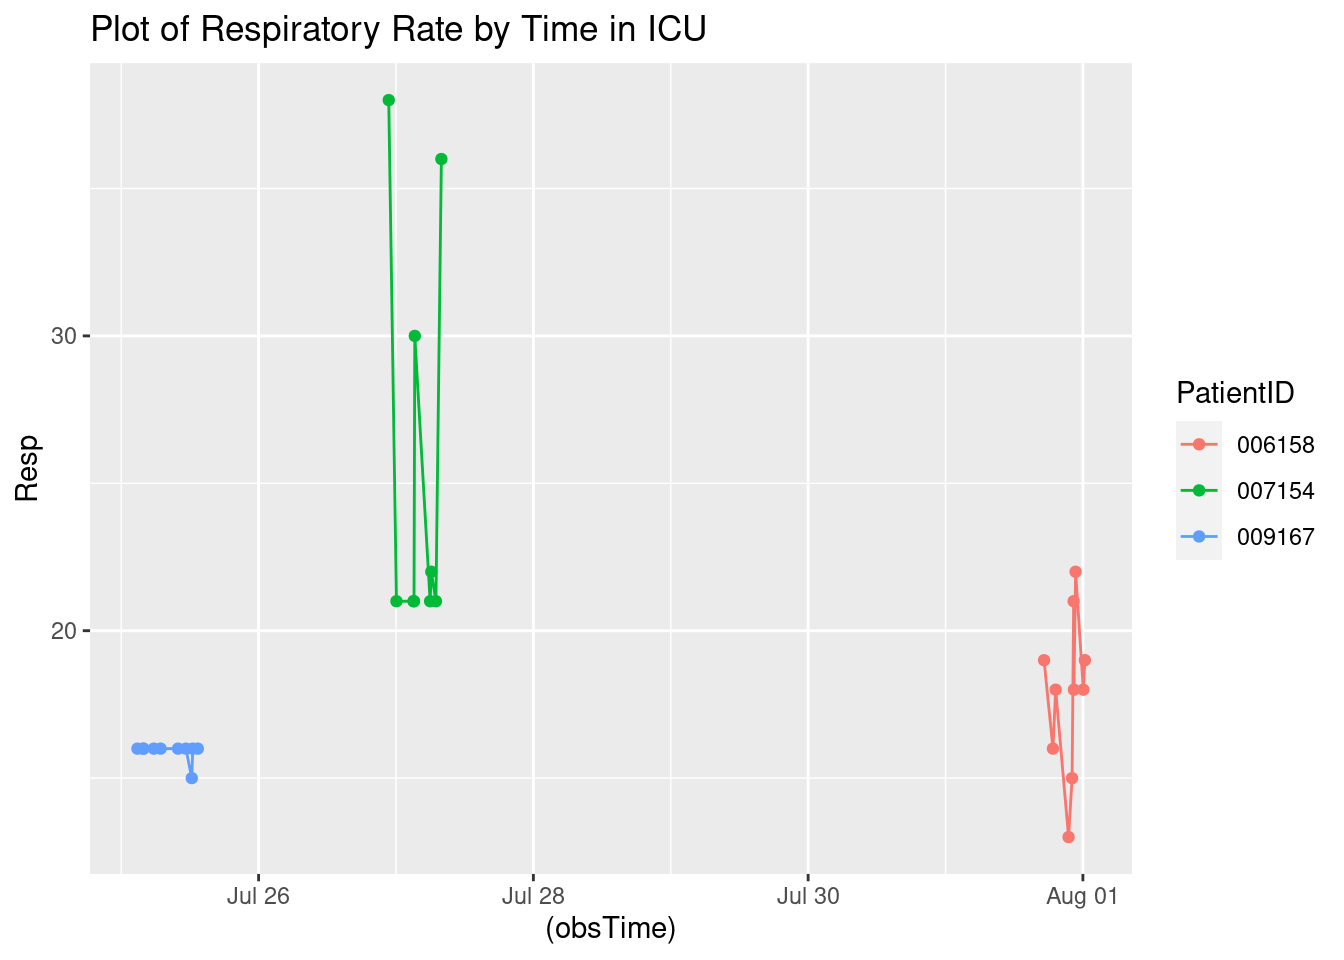 Plot of Respiratory Rate by Time in ICU
30
20
Resp
Jul 26
Jul 28
Jul 30
Aug 01
(obsTime)
PatientID
006158
007154
009167